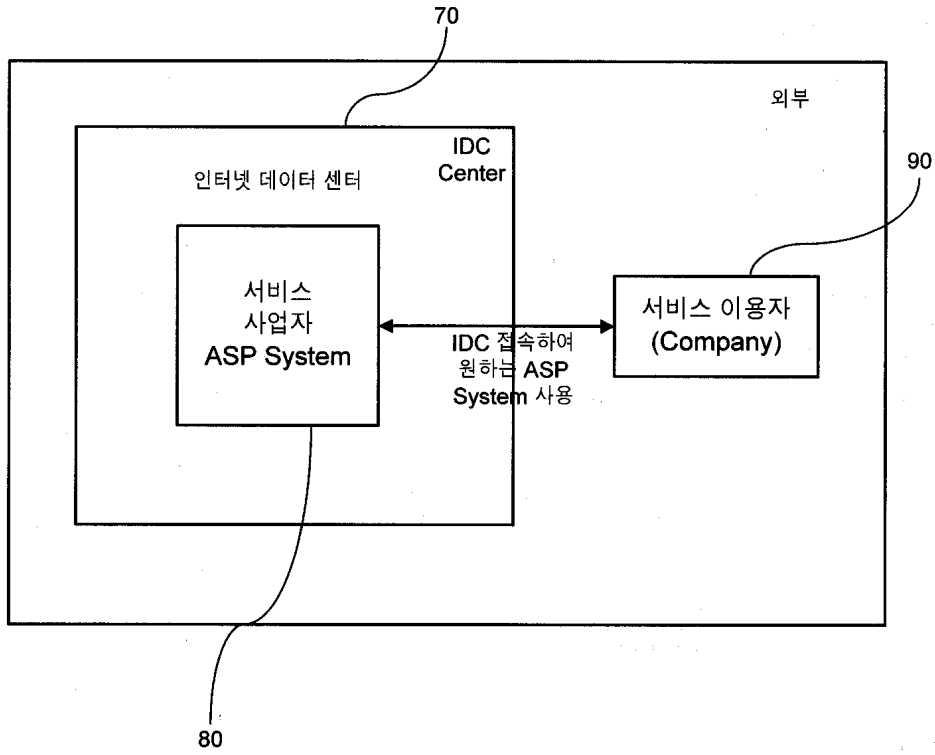 70
외부
IDC
Center
90
인터넷 데이터 센터
서비스
사업자
ASP System
서비스 이용자
(Company)
IDC 접속하여
원하는 ASP
System 사용
80